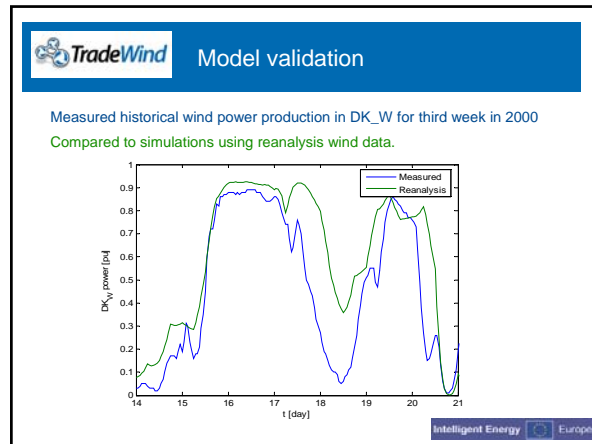 TradeWind
Model validation
Measured historical wind power production in DK_W for third week in 2000
Compared to simulations using reanalysis wind data.
1
0.9
0.8
0.7
0.6
0.5
0.4
0.3
0.2
0.1
0
DKW power [pu]
Measured
Reanalysis
14 15 16 17 18 19 20 21
t [day]
Intelligent Energy Europe